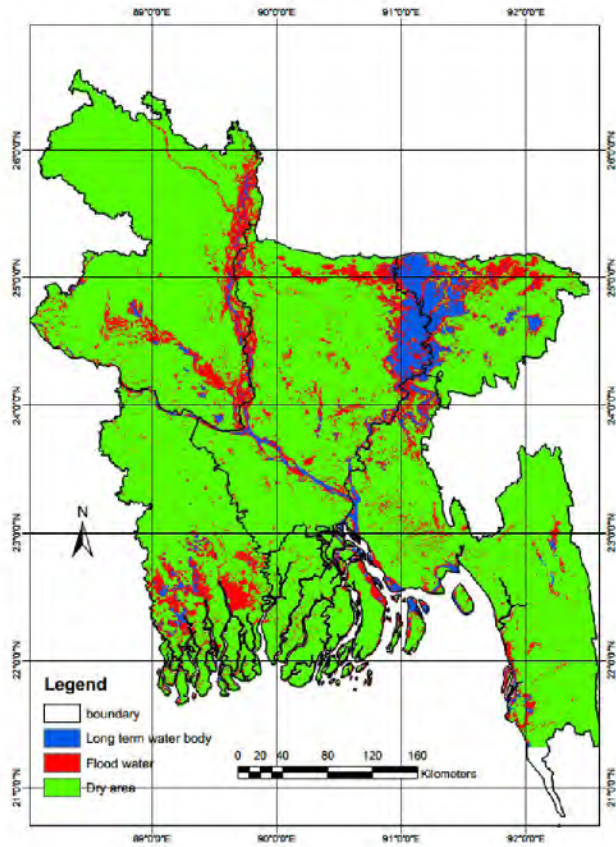 89°0'0"E 90°0'0"E 91°0'0"E 92°0'0"E
26°0'0"N 26°0'0"N
25°0'0"N 25°0'0"N
24°0'0"N 24°0'0"N
23°0'0"N 23°0'0"N
N
22°0'0"N 22°0'0"N
Legend
boundary
Long term water body
Flood water
Dry area
0 20 40 80 120 160
Kilometers
21°0'0"N 21°0'0"N
89°0'0"E 90°0'0"E 91°0'0"E 92°0'0"E